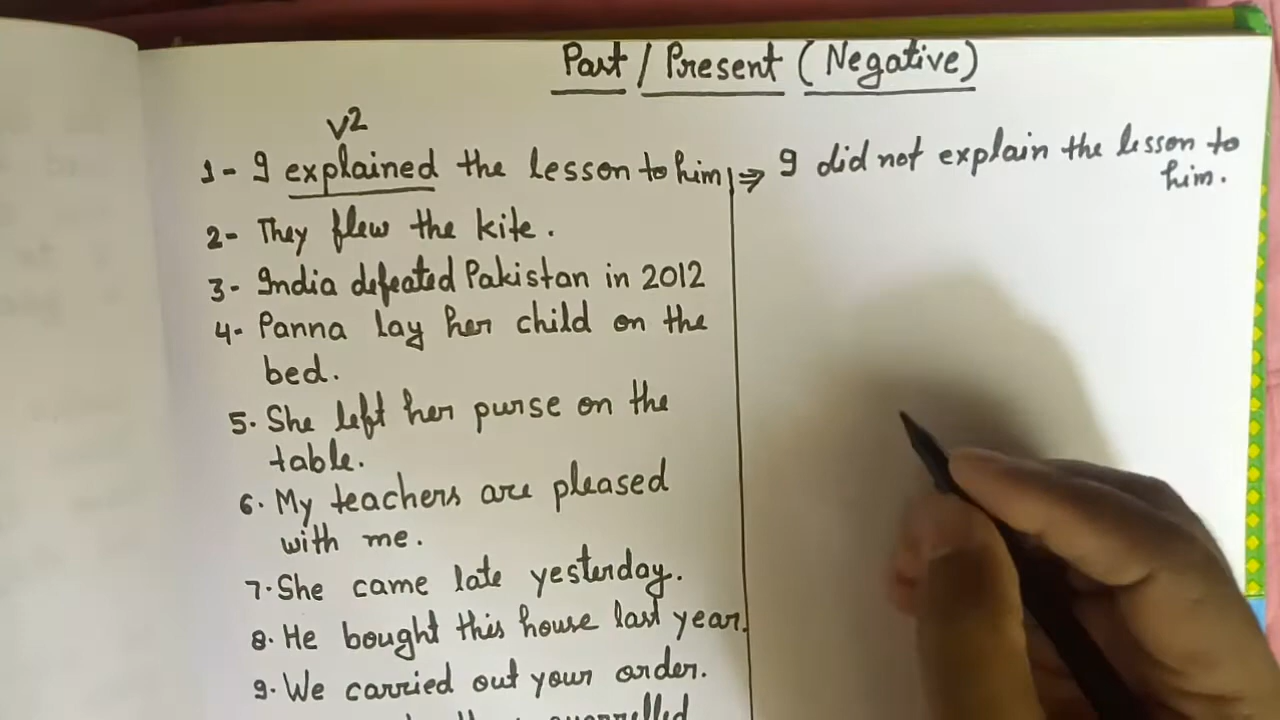 Past / Present (Negative)
v2
1- I explained the lesson to him ⇒ I did not explain the lesson to
him.
2- They flew the kite.
3- India defeated Pakistan in 2012
4- Panna lay her child on the
bed.
5. She left her purse on the
table.
6. My teachers are pleased
with me.
7. She came late yesterday.
8. He bought this house last year.
9. We carried out your order.
quarrelled